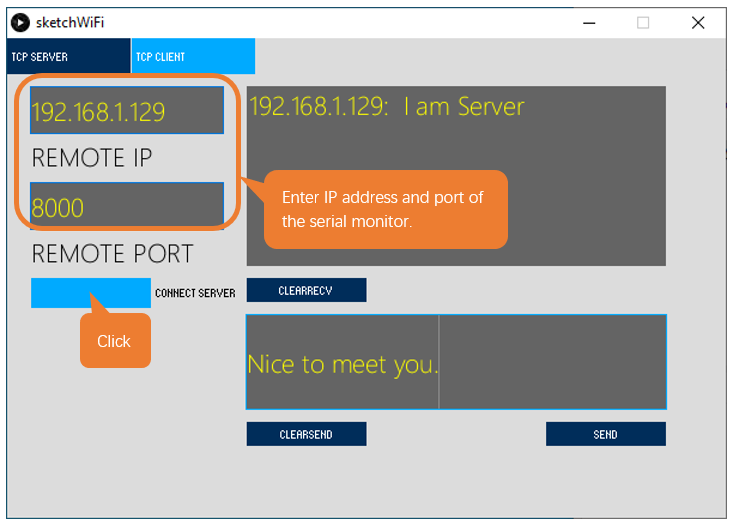 sketchWiFi
TCP SERVER
TCP CLIENT
192.168.1.129
REMOTE IP
8000
REMOTE PORT
CONNECT SERVER
Click
192.168.1.129:  I am Server
Enter IP address and port of
the serial monitor.
CLEARRECV
Nice to meet you.
CLEARSEND
SEND